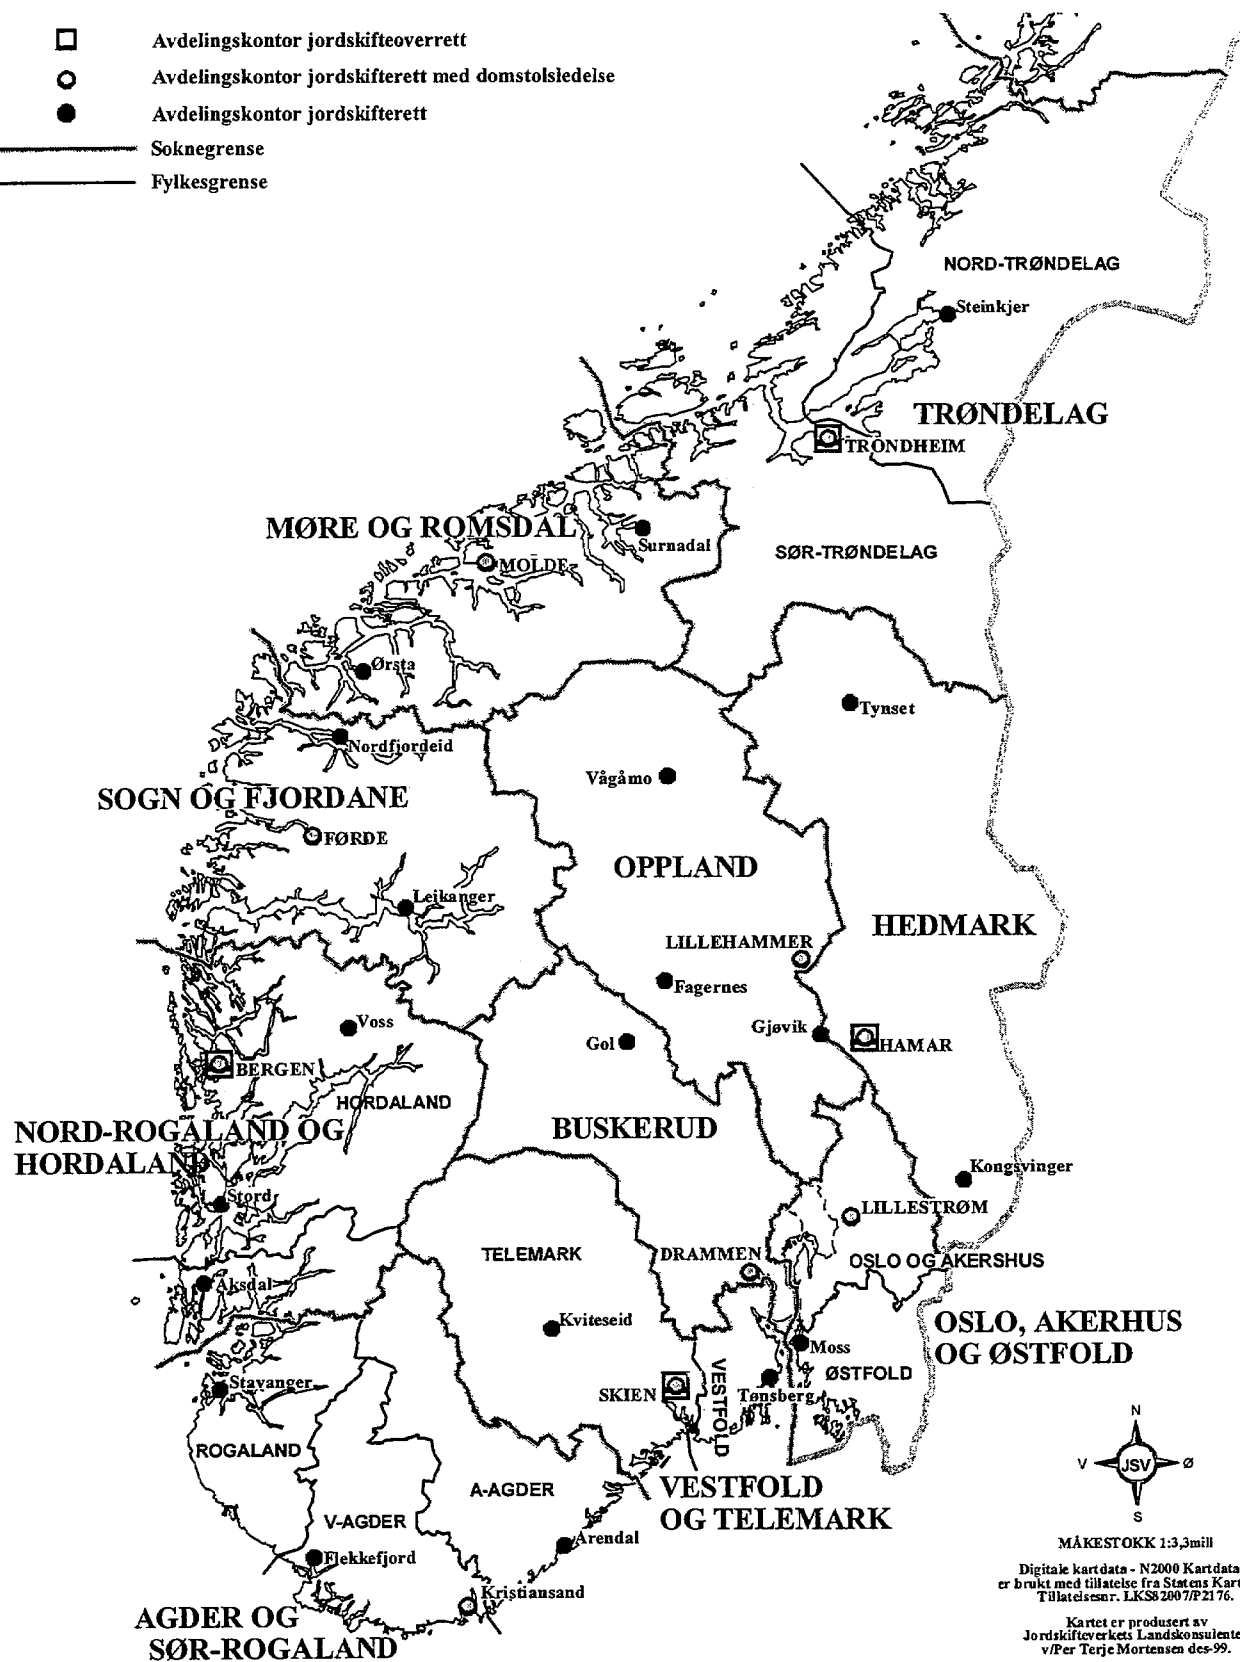 Avdelingskontor jordskifteoverrett
Avdelingskontor jordskifterett med domstolsledelse
Avdelingskontor jordskifterett
Soknegrense
Fylkesgrense
NORD-TRØNDELAG
Steinkjer
TRØNDELAG
TRONDHEIM
MØRE OG ROMSDAL
Surnadal
SØR-TRØNDELAG
MOLDE
Ørsta
Tynset
Nordfjordeid
Vågåmo
SOGN OG FJORDANE
FØRDE
OPPLAND
Leikanger
HEDMARK
LILLEHAMMER
Fagernes
Voss
Gjøvik
Gol
HAMAR
BERGEN
HORDALAND
NORD-ROGALAND OG
HORDALAND
BUSKERUD
Kongsvinger
Stord
LILLESTRØM
TELEMARK
DRAMMEN
OSLO OG AKERSHUS
Aksdal
Kviteseid
OSLO, AKERHUS
OG ØSTFOLD
Moss
ØSTFOLD
Stavanger
SKIEN
VESTFOLD
Tønsberg
ROGALAND
A-AGDER
VESTFOLD
OG TELEMARK
V-AGDER
Arendal
Flekkefjord
Kristiansand
AGDER OG
SØR-ROGALAND
N
V
JSV
Ø
S
MÅKESTOKK 1:3,3mill
Digitale kartdata - N2000 Kartdata
er brukt med tillatelse fra Statens Kart
Tillatelsesnr. LKS82007/P2176.
Kartet er produsert av
Jordskifteverkets Landskonsulente
v/Per Terje Mortensen des-99.